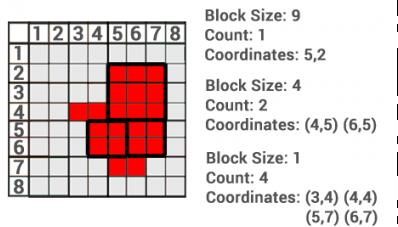 1 2 3 4 5 6 7 8
1
2
3
4
5
6
7
8
Block Size: 9
Count: 1
Coordinates: 5,2
Block Size: 4
Count: 2
Coordinates: (4,5) (6,5)
Block Size: 1
Count: 4
Coordinates: (3,4) (4,4)
(5,7) (6,7)